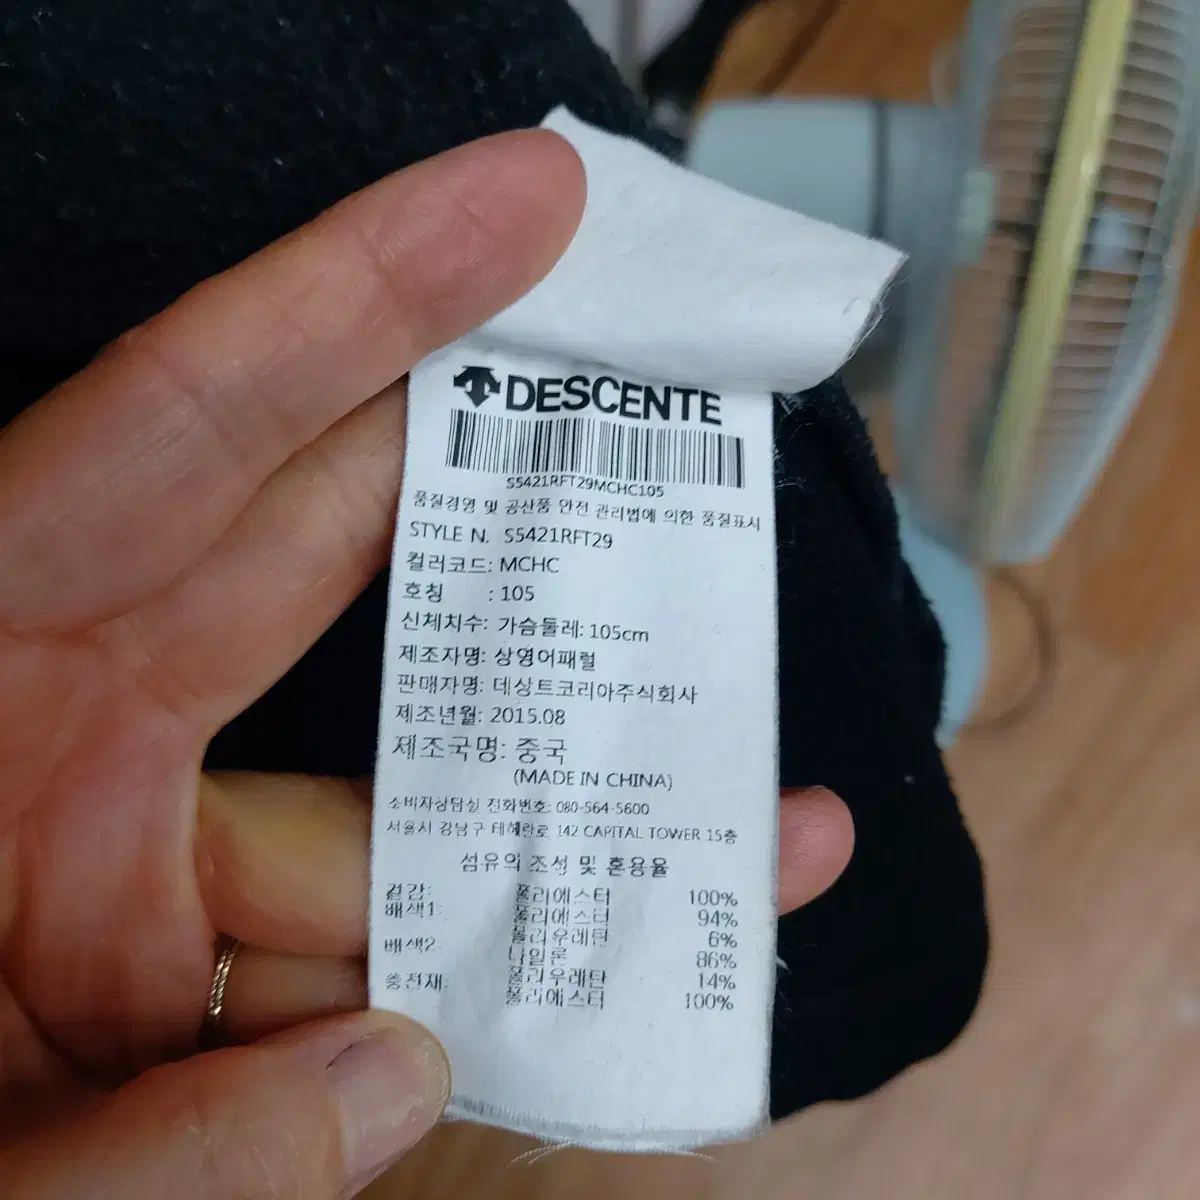 DESCENTE
S5421RFT29MCHC105
품질경영 및 공산품 안전 관리법에 의한 품질표시
STYLE N. S5421RFT29
컬러코드: MCHC
호칭 : 105
신체치수: 가슴둘레: 105cm
제조자명: 상영어패럴
판매자명: 데상트코리아주식회사
제조년월: 2015.08
제조국명: 중국
(MADE IN CHINA)
소비자상담실 전화번호: 080-564-5600
서울시 강남구 테헤란로 142 CAPITAL TOWER 15층
섬유의 조성 및 혼용율
겉감: 폴리에스터 100%
배색1: 폴리에스터 94%
폴리우레탄 6%
배색2 나일론 86%
폴리우레탄 14%
충전재: 폴리에스터 100%